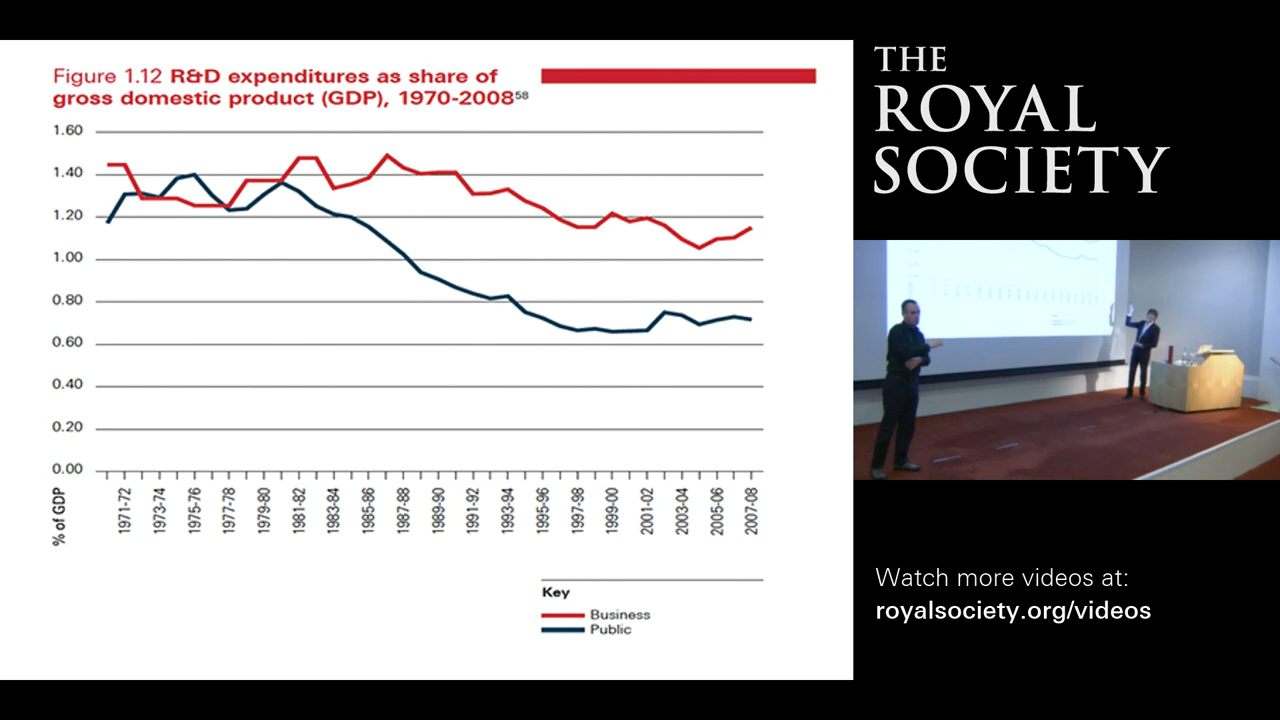 Figure 1.12 R&D expenditures as share of
gross domestic product (GDP), 1970-2008⁵⁸
1.60
1.40
1.20
1.00
0.80
0.60
0.40
0.20
0.00
% of GDP
1971-72
1973-74
1975-76
1977-78
1979-80
1981-82
1983-84
1985-86
1987-88
1989-90
1991-92
1993-94
1995-96
1997-98
1999-00
2001-02
2003-04
2005-06
2007-08
Key
Business
Public
THE
ROYAL
SOCIETY
Watch more videos at:
royalsociety.org/videos